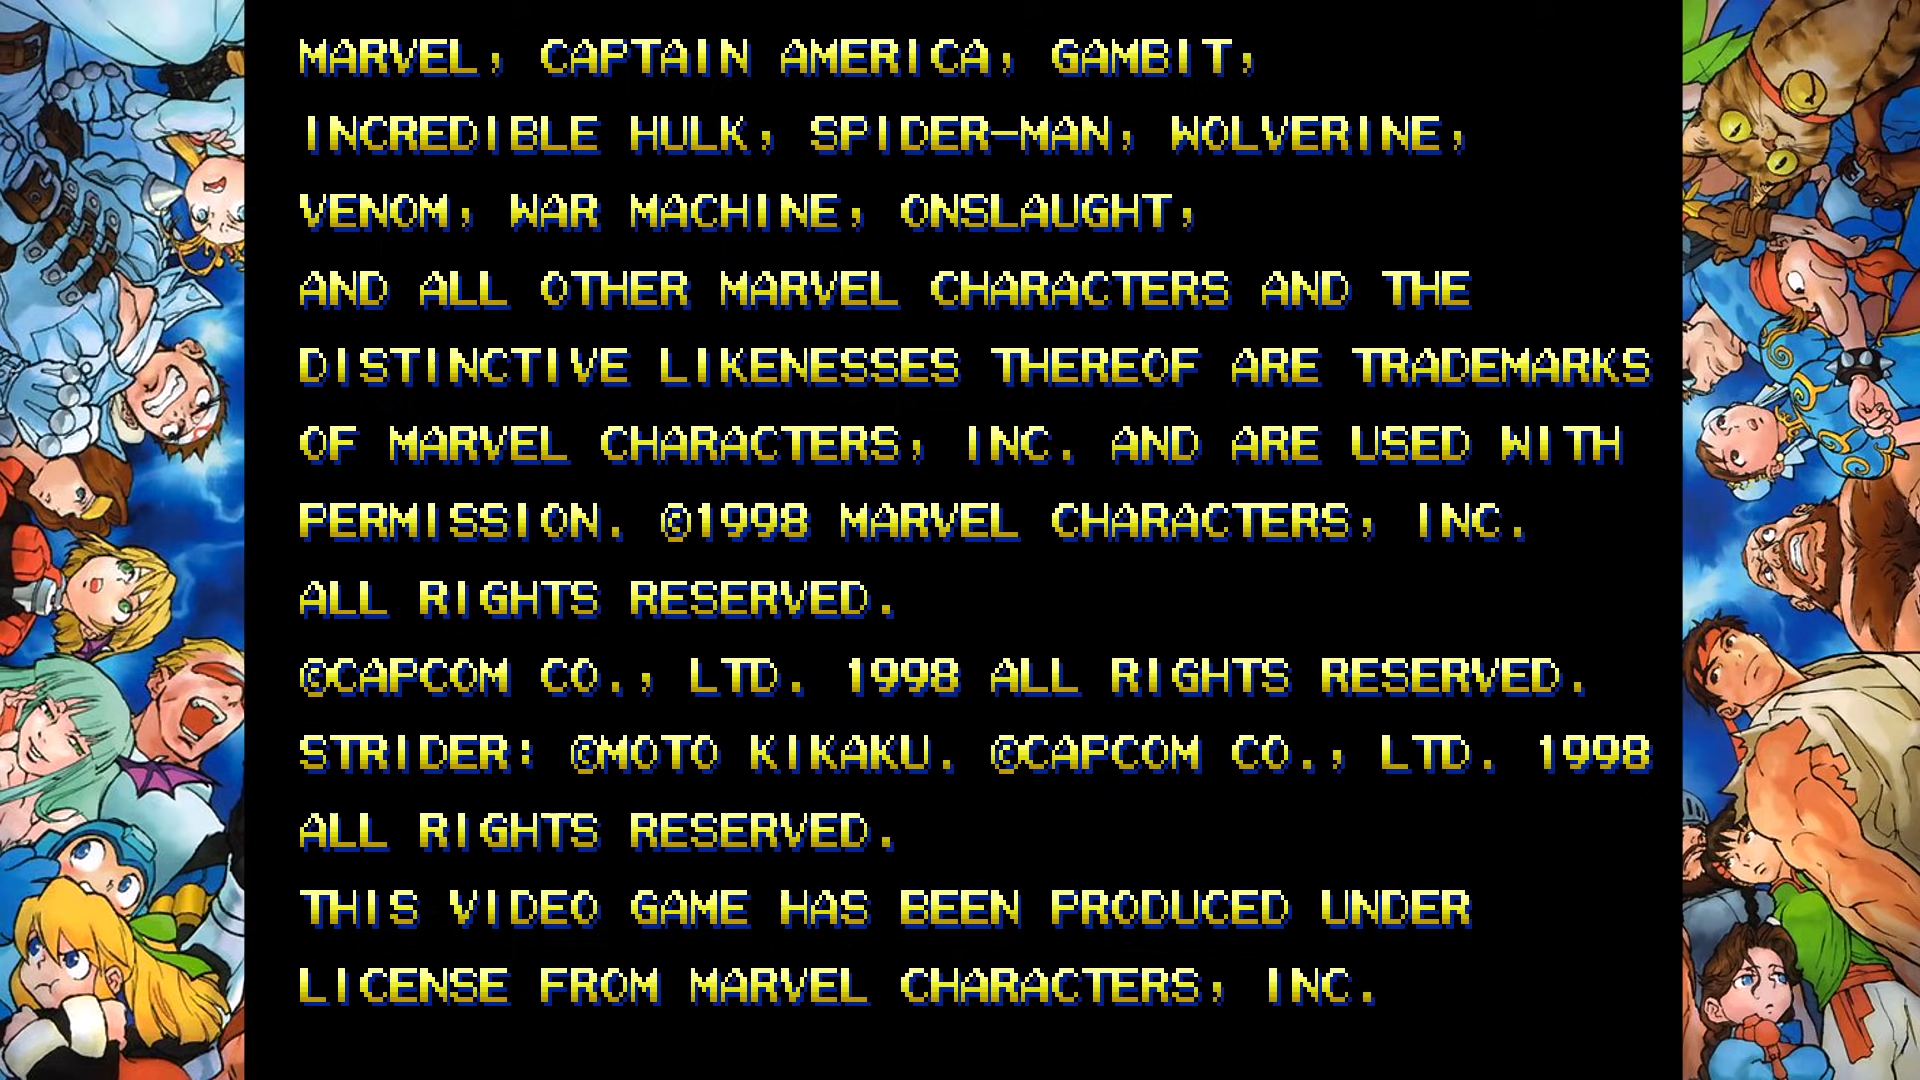 MARVEL, CAPTAIN AMERICA, GAMBIT,
INCREDIBLE HULK, SPIDER-MAN, WOLVERINE,
VENOM, WAR MACHINE, ONSLAUGHT,
AND ALL OTHER MARVEL CHARACTERS AND THE
DISTINCTIVE LIKENESSES THEREOF ARE TRADEMARKS
OF MARVEL CHARACTERS, INC. AND ARE USED WITH
PERMISSION. ©1998 MARVEL CHARACTERS, INC.
ALL RIGHTS RESERVED.
©CAPCOM CO., LTD. 1998 ALL RIGHTS RESERVED.
STRIDER: ©MOTO KIKAKU. ©CAPCOM CO., LTD. 1998
ALL RIGHTS RESERVED.
THIS VIDEO GAME HAS BEEN PRODUCED UNDER
LICENSE FROM MARVEL CHARACTERS, INC.